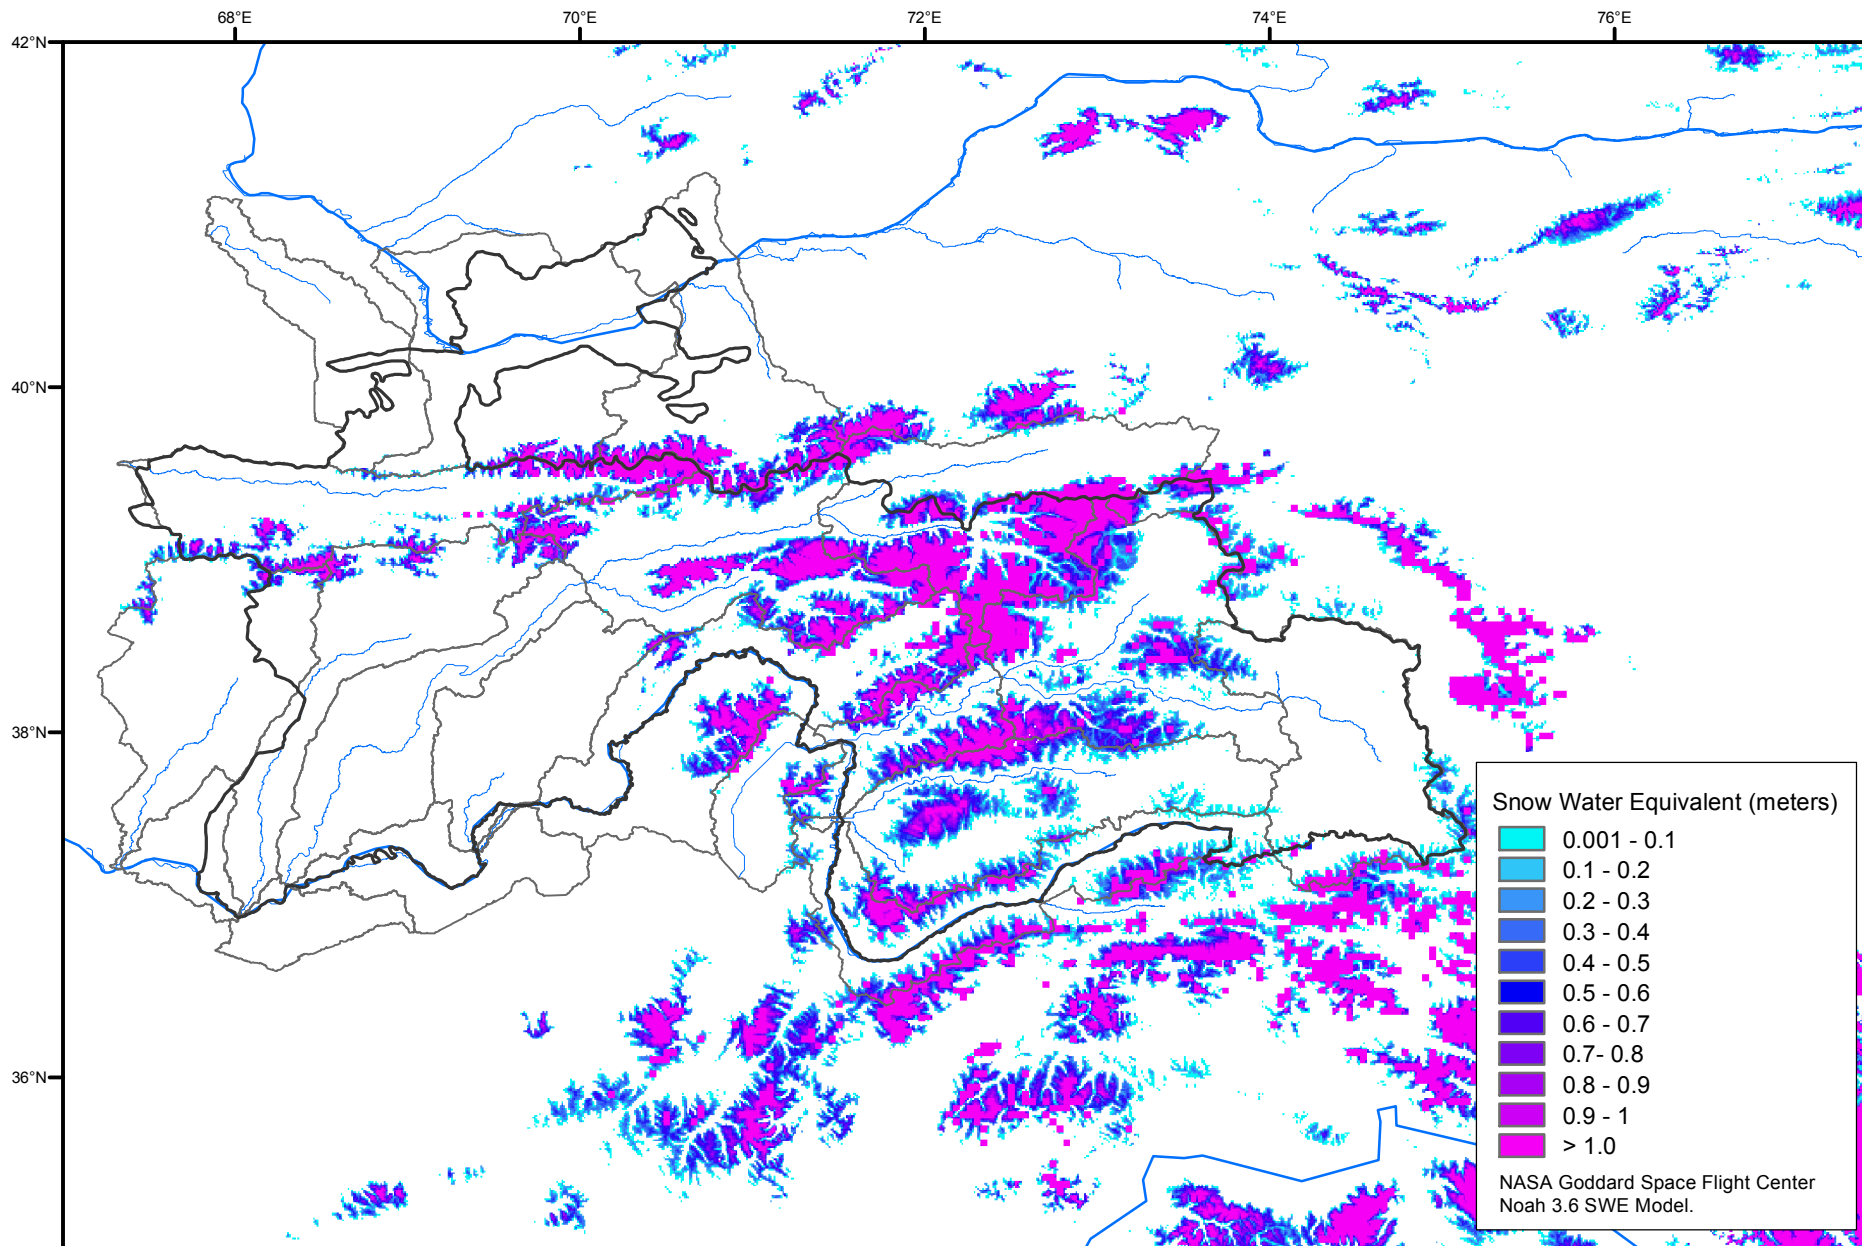 68°E 70°E 72°E 74°E 76°E
42°N
40°N
38°N
36°N
Snow Water Equivalent (meters)
0.001 - 0.1
0.1 - 0.2
0.2 - 0.3
0.3 - 0.4
0.4 - 0.5
0.5 - 0.6
0.6 - 0.7
0.7- 0.8
0.8 - 0.9
0.9 - 1
> 1.0
NASA Goddard Space Flight Center
Noah 3.6 SWE Model.